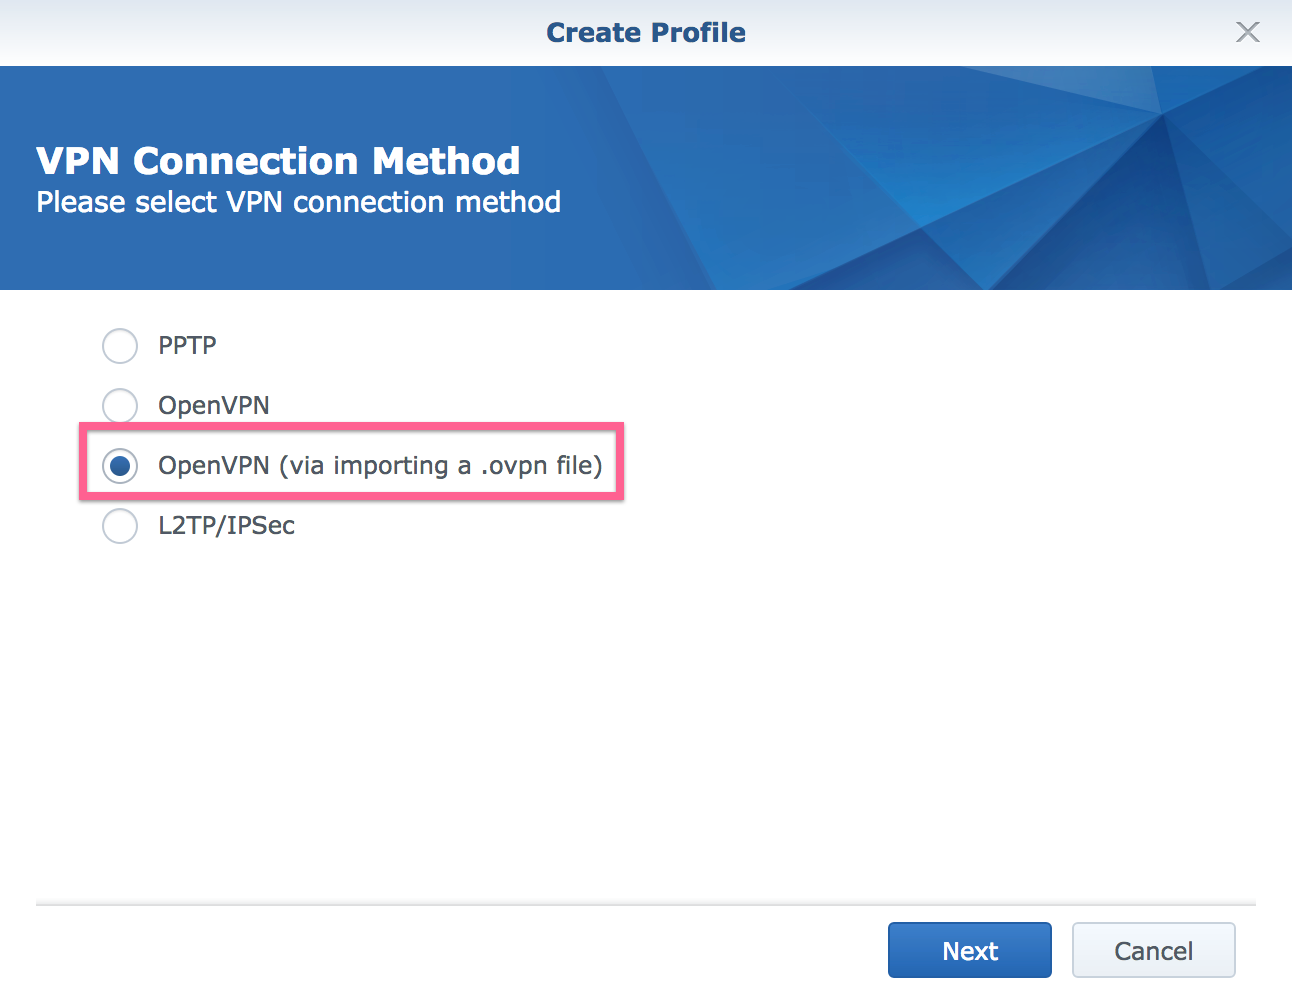 Create Profile
VPN Connection Method
Please select VPN connection method
PPTP
OpenVPN
OpenVPN (via importing a .ovpn file)
L2TP/IPSec
Next
Cancel